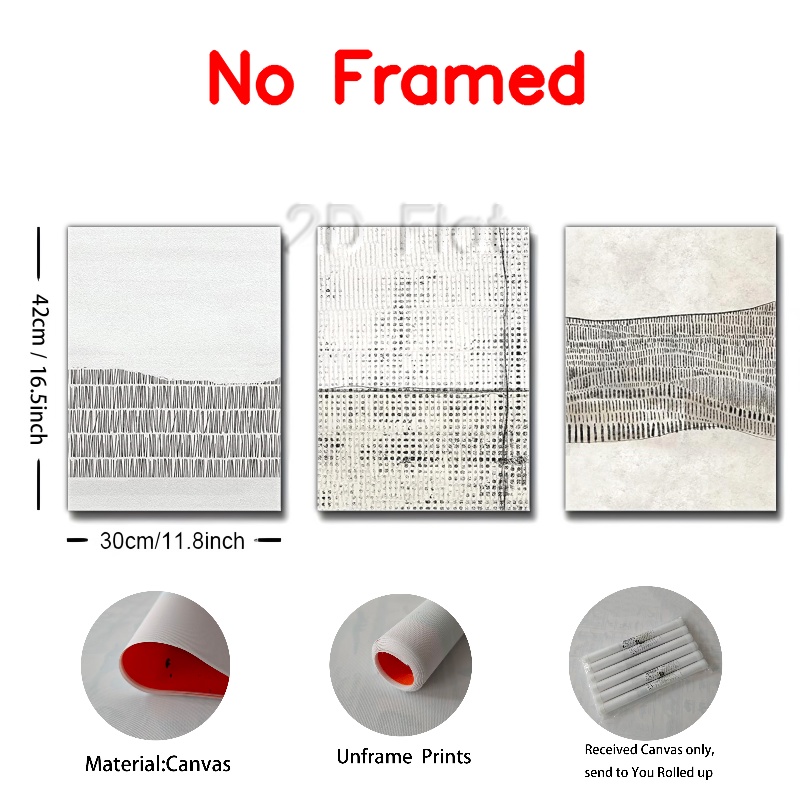 No Framed
2D Flat
42cm / 16.5inch
30cm/11.8inch
Material:Canvas
Unframe Prints
Received Canvas only,
send to You Rolled up